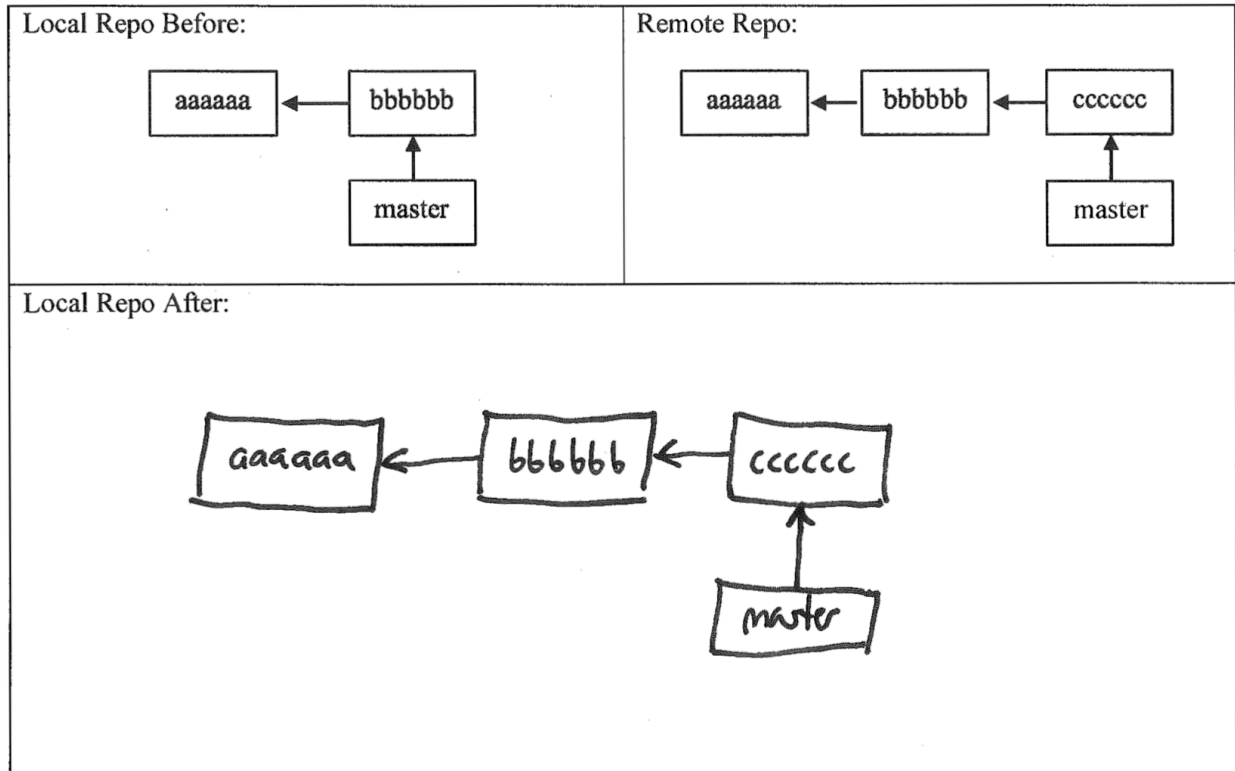 Local Repo Before:
aaaaaa bbbbbb
master
Remote Repo:
aaaaaa bbbbbb cccccc
master
Local Repo After:
aaaaaa bbbbbb cccccc
master